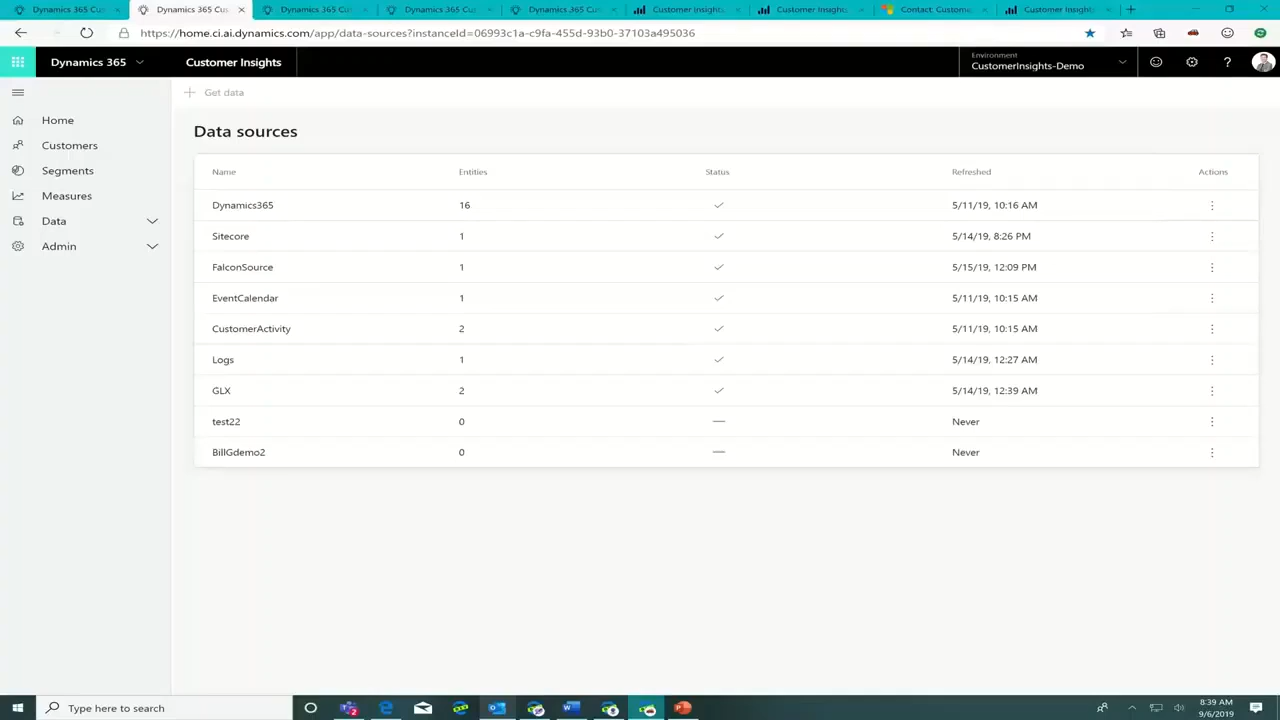 Dynamics 365 Cu
Dynamics 365 Cus
Dynamics 365 Cu
Dynamics 365 Cu
Dynamics 365 Cu
Customer Insights
Customer Insights
Contact: Custome
Customer Insights
https://home.ci.ai.dynamics.com/app/data-sources?instanceId=06993c1a-c9fa-455d-93b0-37103a495036
Dynamics 365
Customer Insights
Environment
CustomerInsights-Demo
?
Get data
Home
Customers
Segments
Measures
Data
Admin
Data sources
Name Entities Status Refreshed Actions
Dynamics365 16 5/11/19, 10:16 AM
Sitecore 1 5/14/19, 8:26 PM
FalconSource 1 5/15/19, 12:09 PM
EventCalendar 1 5/11/19, 10:15 AM
CustomerActivity 2 5/11/19, 10:15 AM
Logs 1 5/14/19, 12:27 AM
GLX 2 5/14/19, 12:39 AM
test22 0 — Never
BillGdemo2 0 — Never
Type here to search
8:39 AM
9/6/2019